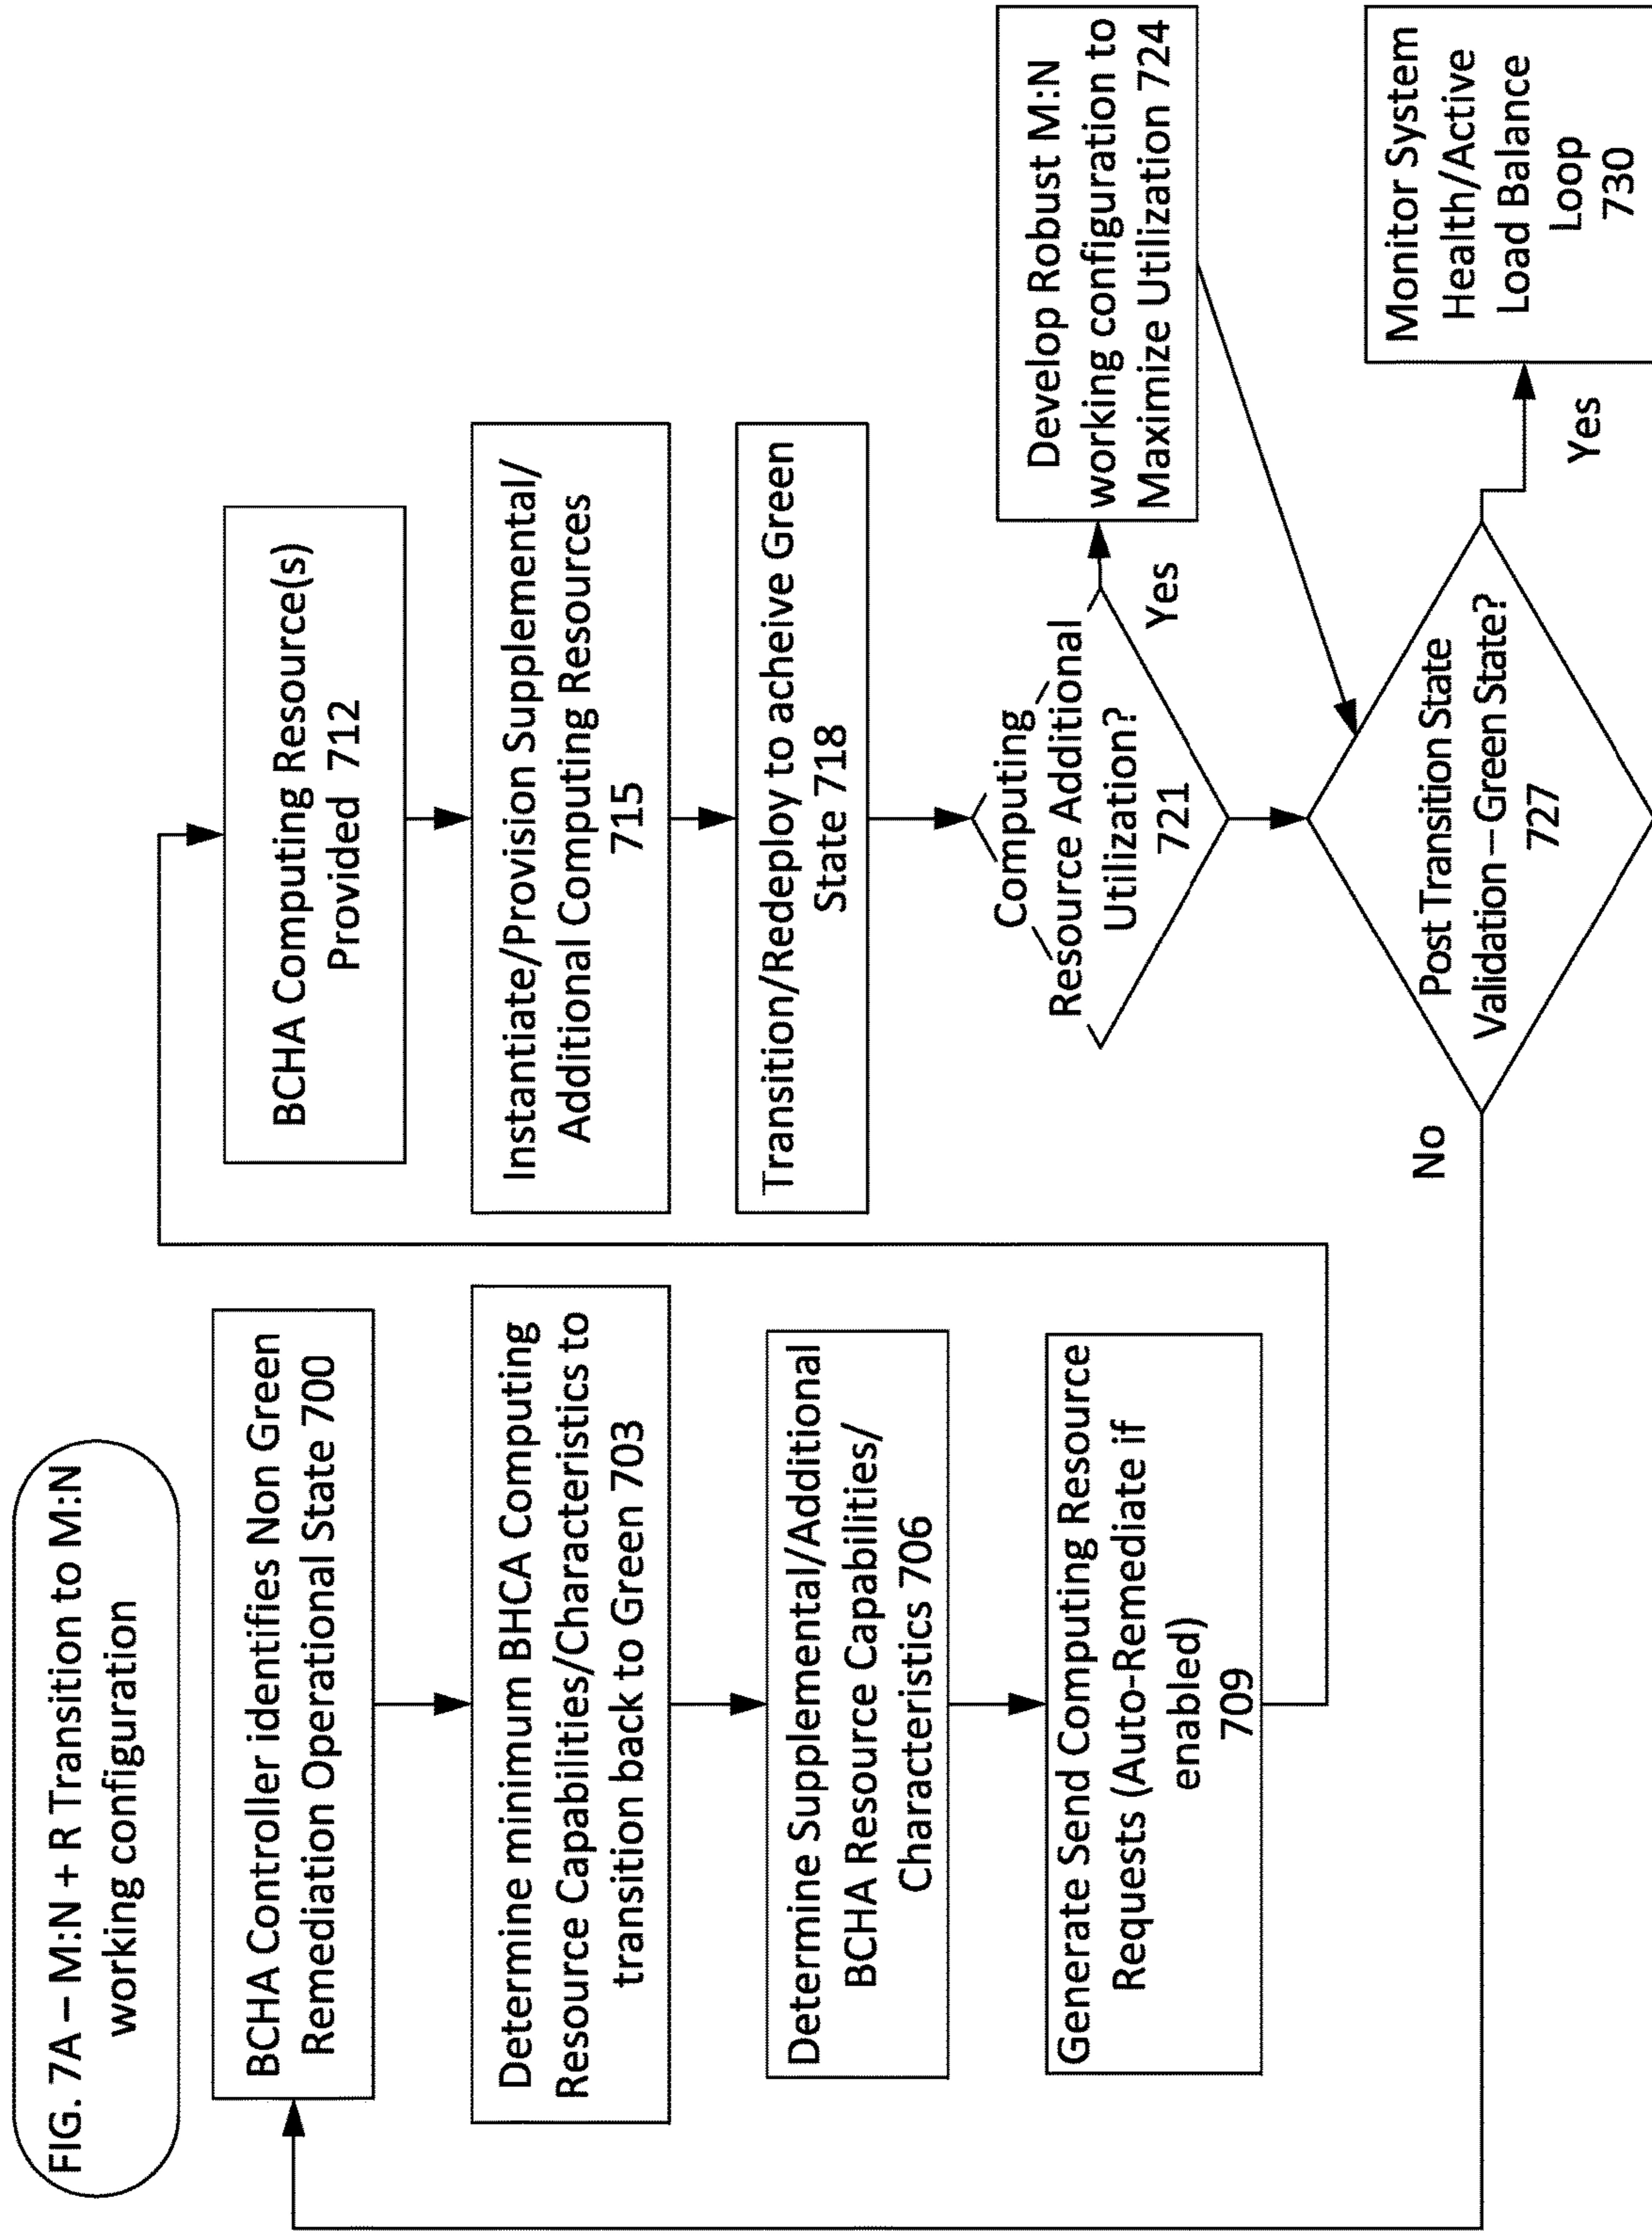 FIG. 7A – M:N + R Transition to M:N
working configuration
BCHA Controller identifies Non Green
Remediation Operational State 700
Determine minimum BHCA Computing
Resource Capabilities/Characteristics to
transition back to Green 703
Determine Supplemental/Additional
BCHA Resource Capabilities/
Characteristics 706
Generate Send Computing Resource
Requests (Auto-Remediate if
enabled)
709
BCHA Computing Resource(s)
Provided 712
Instantiate/Provision Supplemental/
Additional Computing Resources
715
Transition/Redeploy to acheive Green
State 718
Computing
Resource Additional
Utilization?
721
Yes
Develop Robust M:N
working configuration to
Maximize Utilization 724
Post Transition State
Validation – Green State?
727
No
Yes
Monitor System
Health/Active
Load Balance
Loop
730